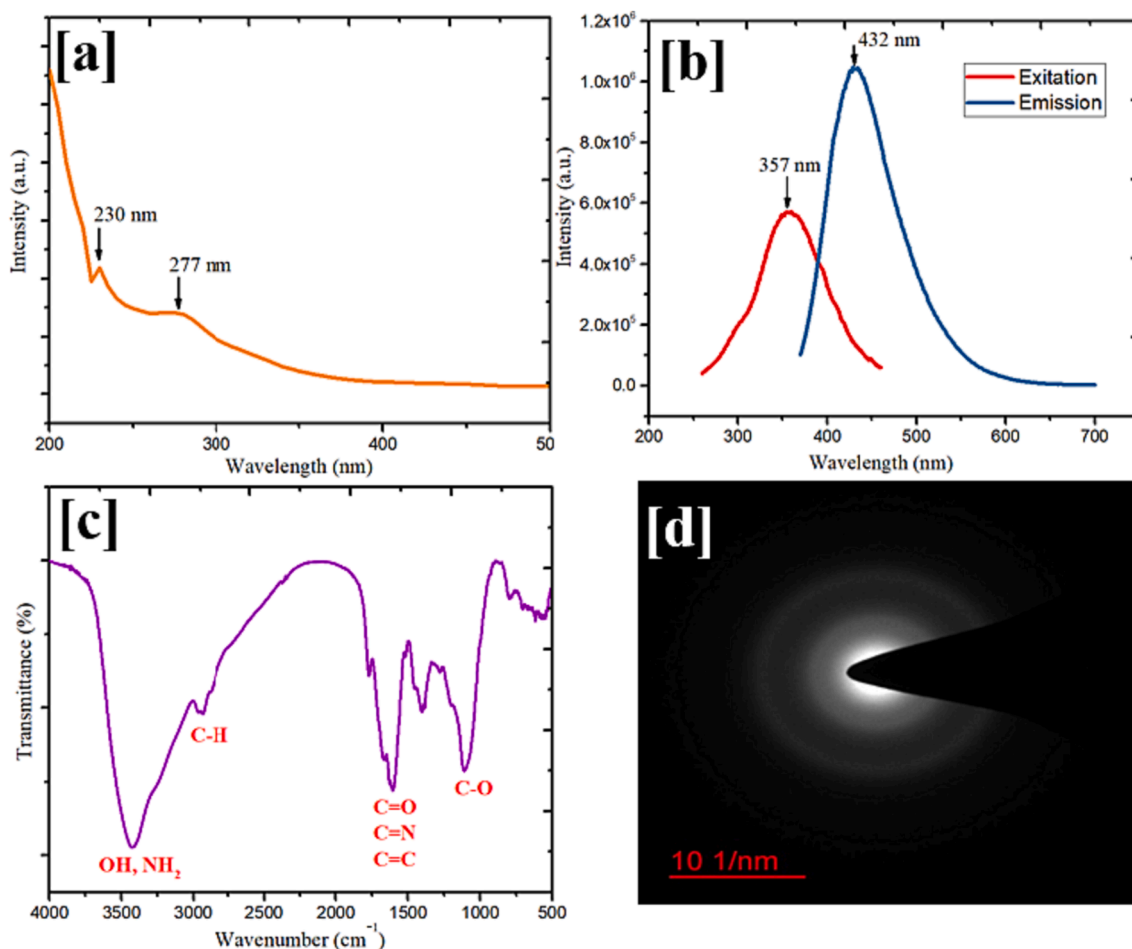 [a]
230 nm
277 nm
Intensity (a.u.)
200 300 400 50
Wavelength (nm)
[b]
432 nm
357 nm
Exitation
Emission
1.2x10⁶
1.0x10⁶
8.0x10⁵
6.0x10⁵
4.0x10⁵
2.0x10⁵
0.0
Intensity (a.u.)
200 300 400 500 600 700
Wavelength (nm)
[c]
C-H
C-O
C=O
C=N
C=C
OH, NH₂
Transmittance (%)
4000 3500 3000 2500 2000 1500 1000 500
Wavenumber (cm⁻¹)
[d]
10 1/nm